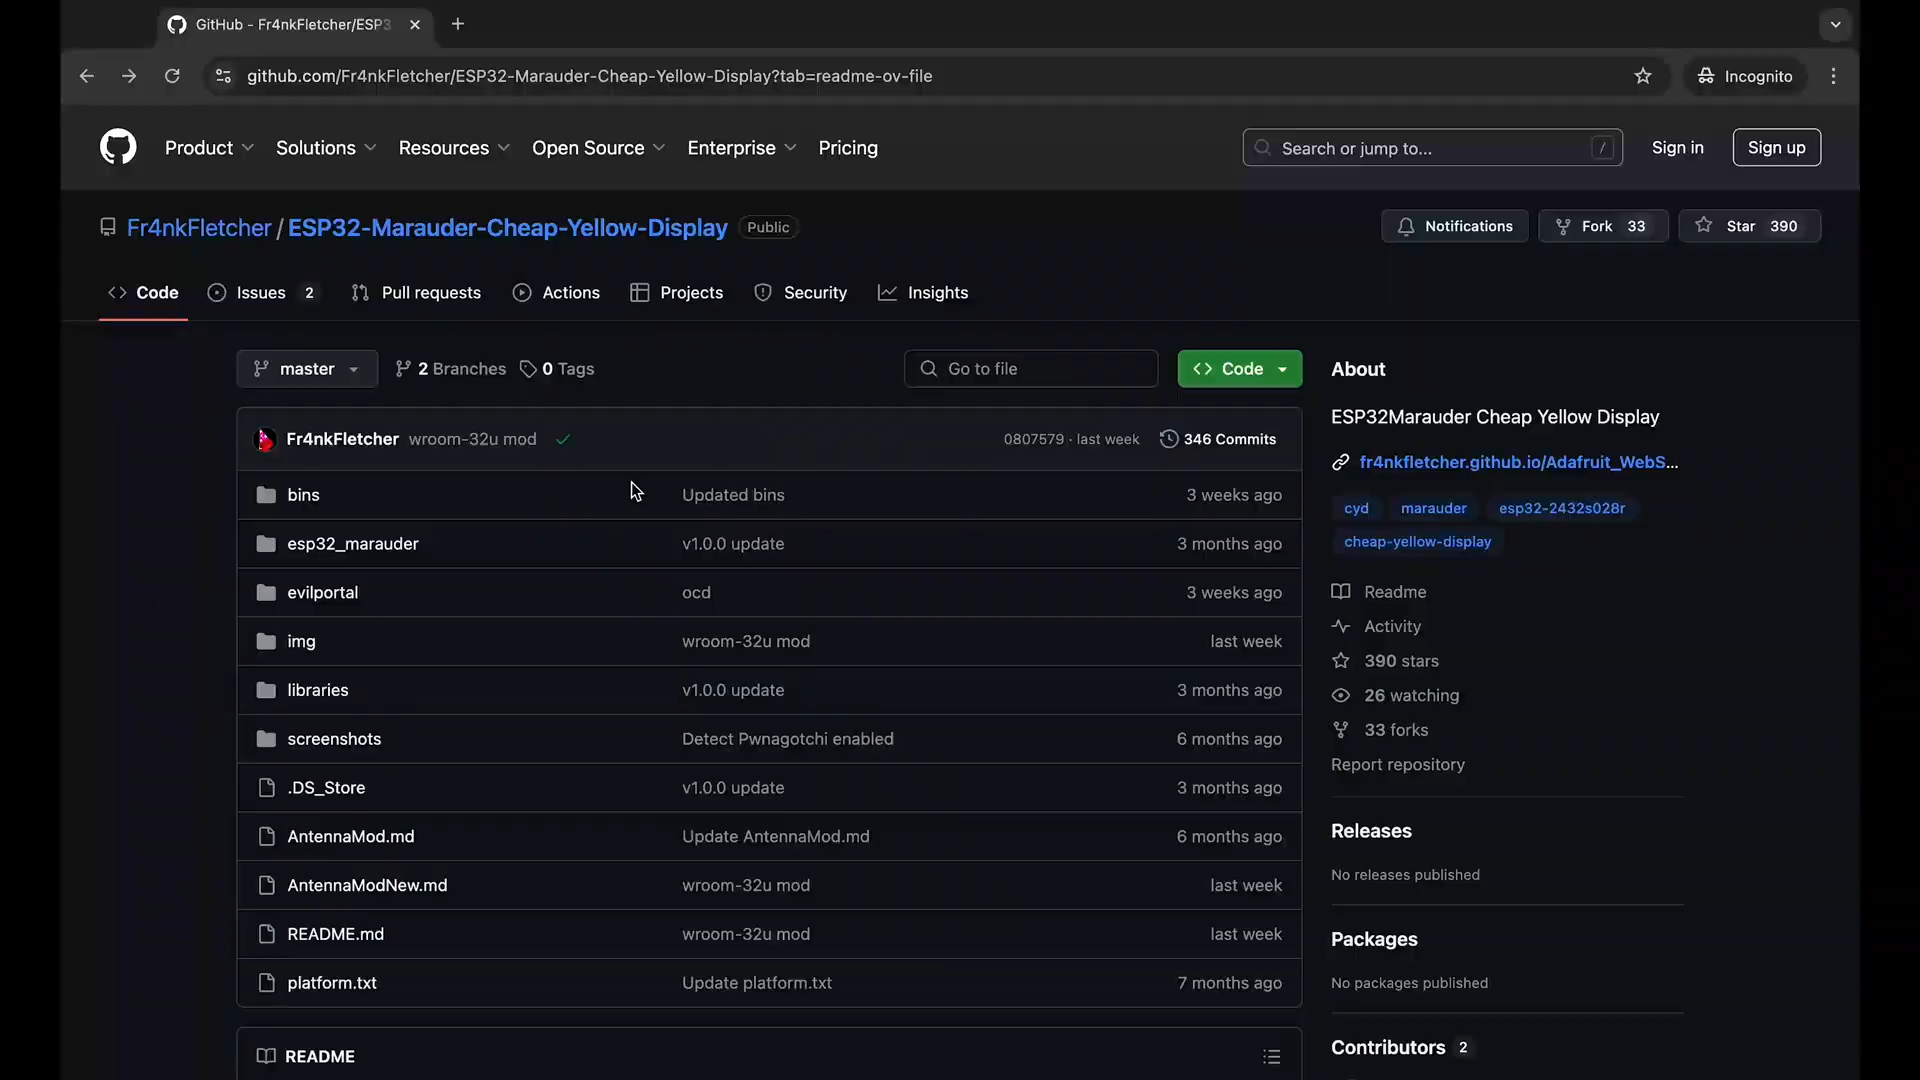 GitHub - Fr4nkFletcher/ESP3
github.com/Fr4nkFletcher/ESP32-Marauder-Cheap-Yellow-Display?tab=readme-ov-file
Incognito
Product
Solutions
Resources
Open Source
Enterprise
Pricing
Search or jump to...
/
Sign in
Sign up
Fr4nkFletcher / ESP32-Marauder-Cheap-Yellow-Display
Public
Notifications
Fork 33
Star 390
Code
Issues 2
Pull requests
Actions
Projects
Security
Insights
master
2 Branches
0 Tags
Go to file
Code
Fr4nkFletcher wroom-32u mod
0807579 · last week
346 Commits
bins Updated bins 3 weeks ago
esp32_marauder v1.0.0 update 3 months ago
evilportal ocd 3 weeks ago
img wroom-32u mod last week
libraries v1.0.0 update 3 months ago
screenshots Detect Pwnagotchi enabled 6 months ago
.DS_Store v1.0.0 update 3 months ago
AntennaMod.md Update AntennaMod.md 6 months ago
AntennaModNew.md wroom-32u mod last week
README.md wroom-32u mod last week
platform.txt Update platform.txt 7 months ago
README
About
ESP32Marauder Cheap Yellow Display
fr4nkfletcher.github.io/Adafruit_WebS...
cyd marauder esp32-2432s028r
cheap-yellow-display
Readme
Activity
390 stars
26 watching
33 forks
Report repository
Releases
No releases published
Packages
No packages published
Contributors 2